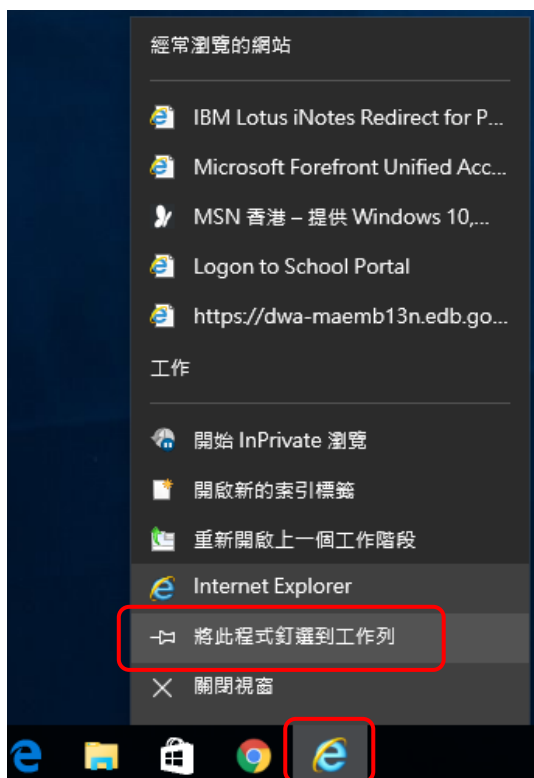 經常瀏覽的網站
IBM Lotus iNotes Redirect for P...
Microsoft Forefront Unified Acc...
MSN 香港 – 提供 Windows 10,...
Logon to School Portal
https://dwa-maemb13n.edb.go...
工作
開始 InPrivate 瀏覽
開啟新的索引標籤
重新開啟上一個工作階段
Internet Explorer
將此程式釘選到工作列
關閉視窗